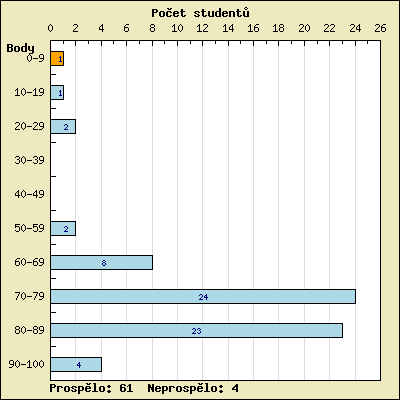 Počet studentů
0 2 4 6 8 10 12 14 16 18 20 22 24 26
Body
0-9 1
10-19 1
20-29 2
30-39
40-49
50-59 2
60-69 8
70-79 24
80-89 23
90-100 4
Prospělo: 61 Neprospělo: 4